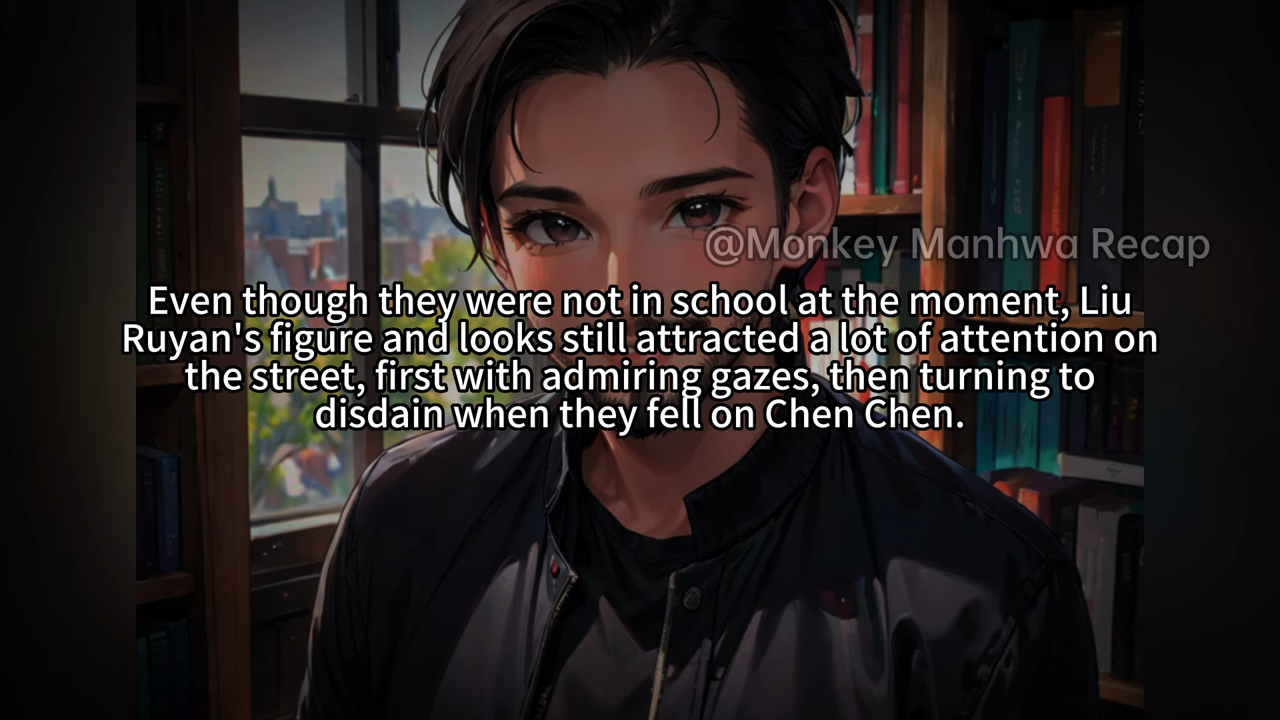 @Monkey Manhwa Recap
Even though they were not in school at the moment, Liu
Ruyan's figure and looks still attracted a lot of attention on
the street, first with admiring gazes, then turning to
disdain when they fell on Chen Chen.